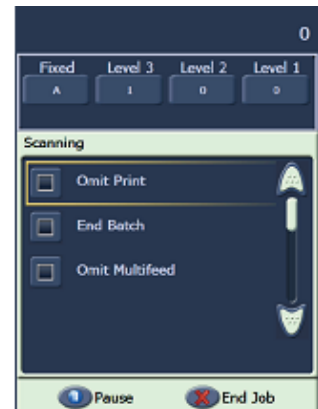 0
Fixed Level 3 Level 2 Level 1
A 1 0 0
Scanning
Omit Print
End Batch
Omit Multifeed
Pause End Job